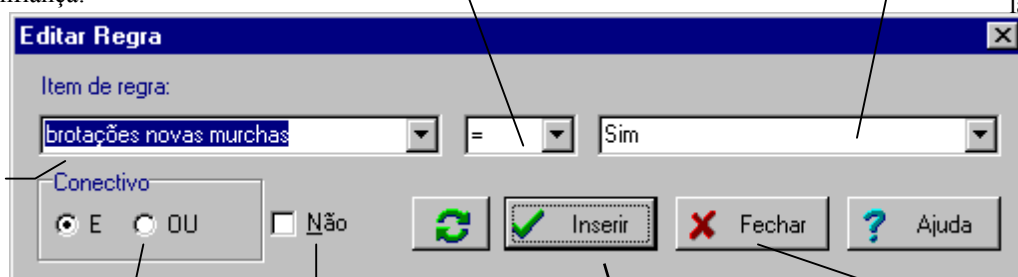 Editar Regra
Item de regra:
brotações novas murchas = Sim
Conectivo
E OU Não Inserir Fechar ? Ajuda